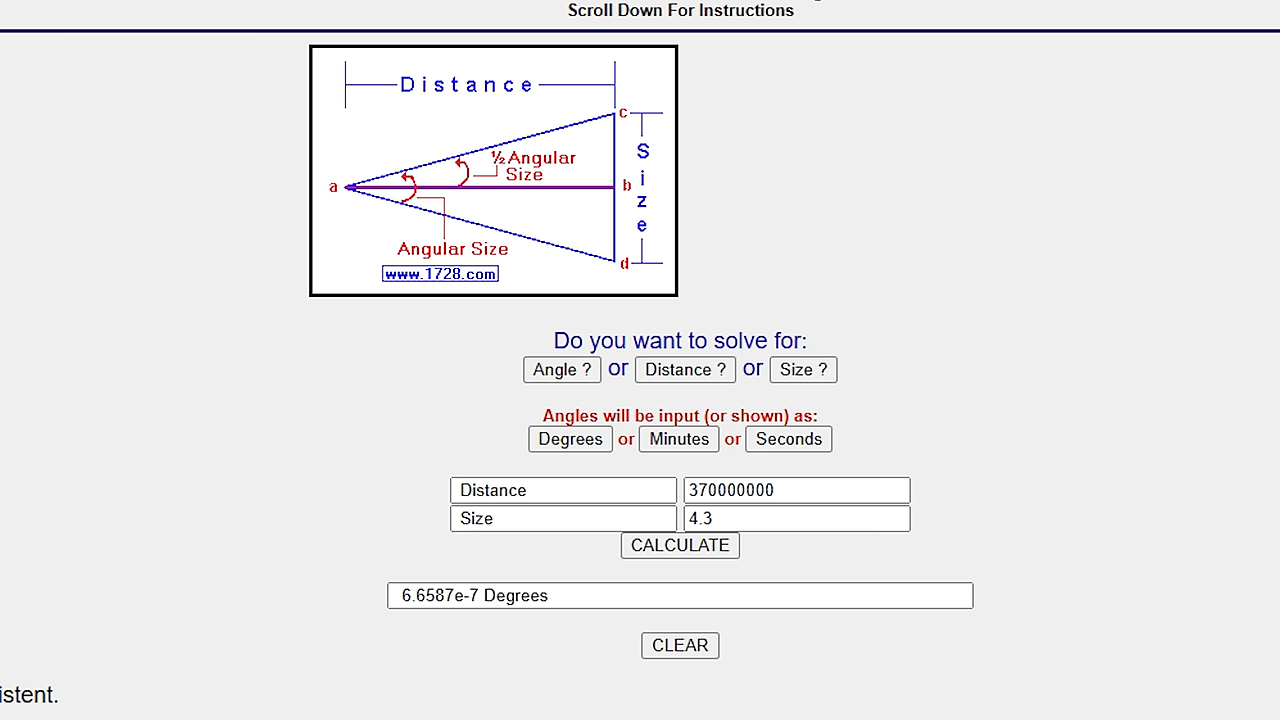 Scroll Down For Instructions
Distance
c
½ Angular
Size
Size
a
b
Angular Size
d
www.1728.com
Do you want to solve for:
Angle ? or Distance ? or Size ?
Angles will be input (or shown) as:
Degrees or Minutes or Seconds
Distance 370000000
Size 4.3
CALCULATE
6.6587e-7 Degrees
CLEAR
istent.